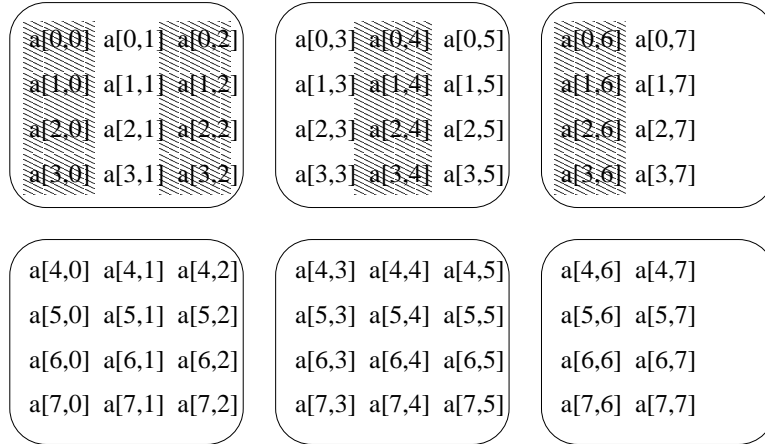 a[0,0] a[0,1] a[0,2] a[0,3] a[0,4] a[0,5] a[0,6] a[0,7]
a[1,0] a[1,1] a[1,2] a[1,3] a[1,4] a[1,5] a[1,6] a[1,7]
a[2,0] a[2,1] a[2,2] a[2,3] a[2,4] a[2,5] a[2,6] a[2,7]
a[3,0] a[3,1] a[3,2] a[3,3] a[3,4] a[3,5] a[3,6] a[3,7]
a[4,0] a[4,1] a[4,2] a[4,3] a[4,4] a[4,5] a[4,6] a[4,7]
a[5,0] a[5,1] a[5,2] a[5,3] a[5,4] a[5,5] a[5,6] a[5,7]
a[6,0] a[6,1] a[6,2] a[6,3] a[6,4] a[6,5] a[6,6] a[6,7]
a[7,0] a[7,1] a[7,2] a[7,3] a[7,4] a[7,5] a[7,6] a[7,7]